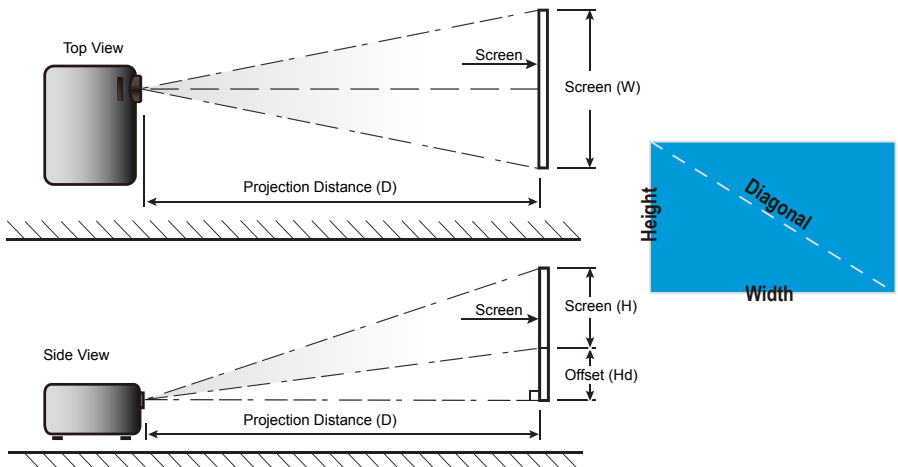 Top View
Screen
Screen (W)
Projection Distance (D)
Height
Diagonal
Width
Screen
Screen (H)
Side View
Offset (Hd)
Projection Distance (D)